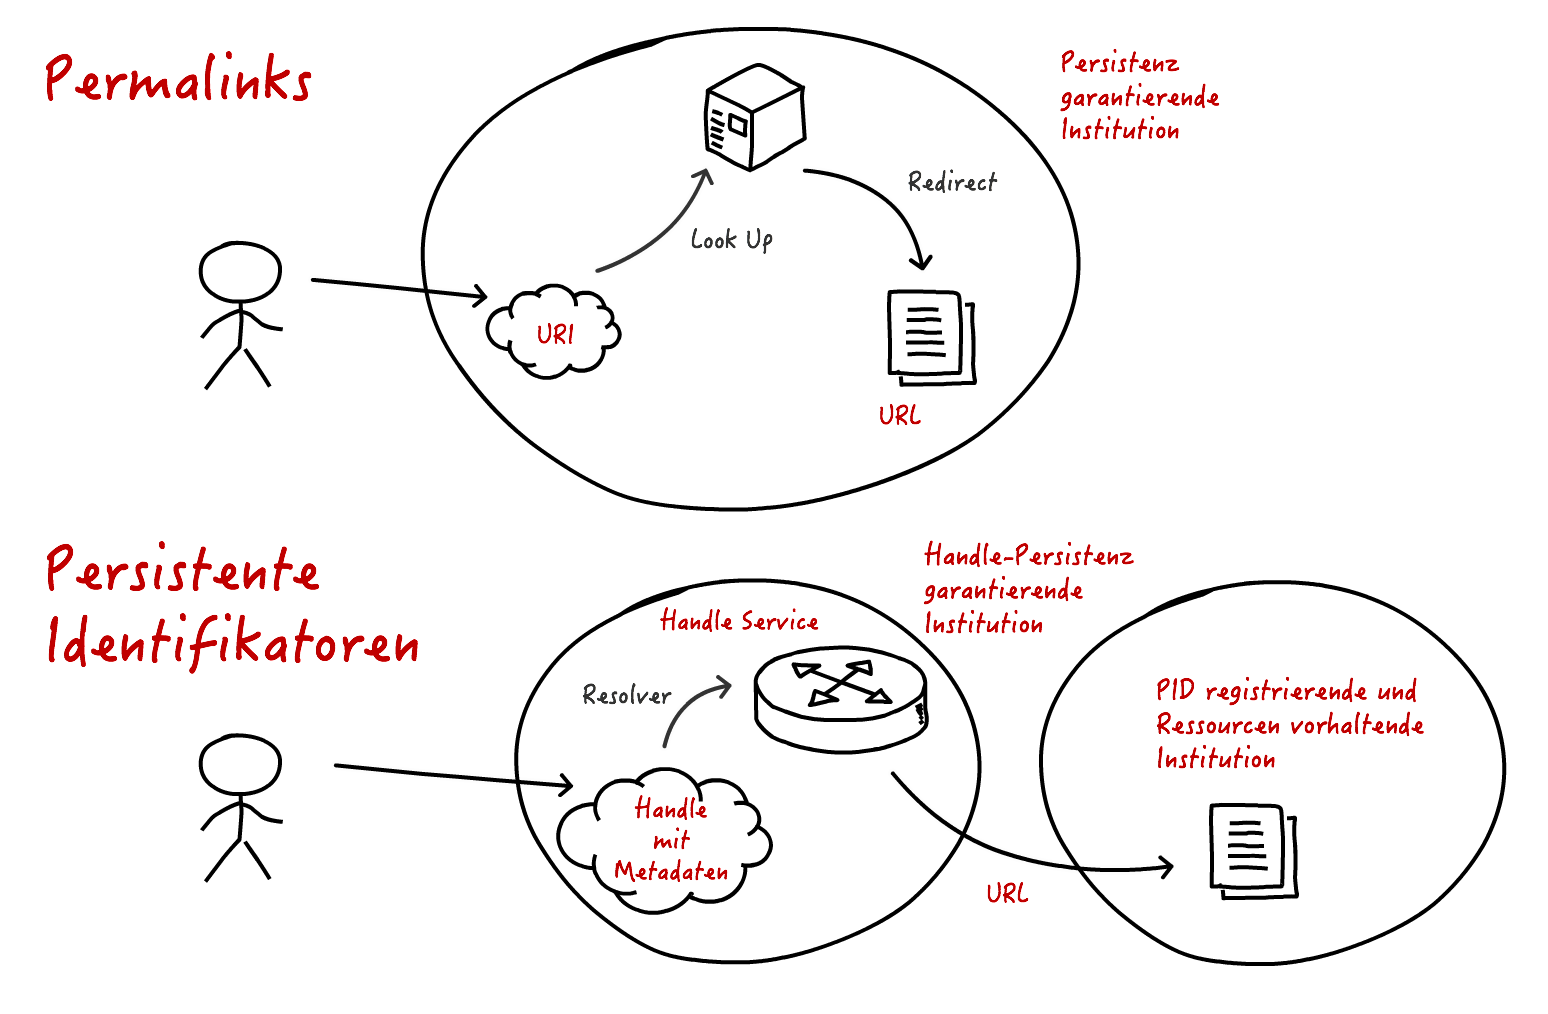 Permalinks
Persistenz
garantierende
Institution
Redirect
Look Up
URI
URL
Persistente
Identifikatoren
Handle-Persistenz
garantierende
Institution
Handle Service
Resolver
Handle
mit
Metadaten
URL
PID registrierende und
Ressourcen vorhaltende
Institution